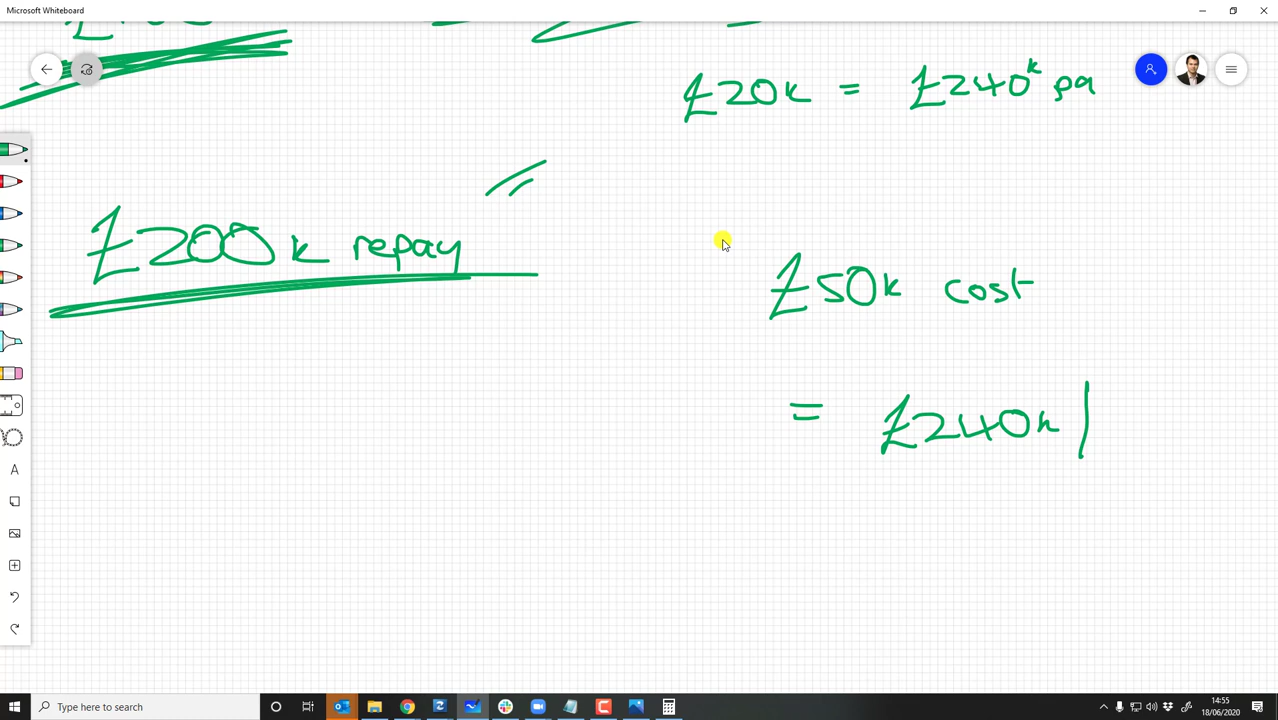 Microsoft Whiteboard
£20k = £240k pa
£200k repay
£50k cost
= £240k
A
Type here to search
14:55
18/06/2020